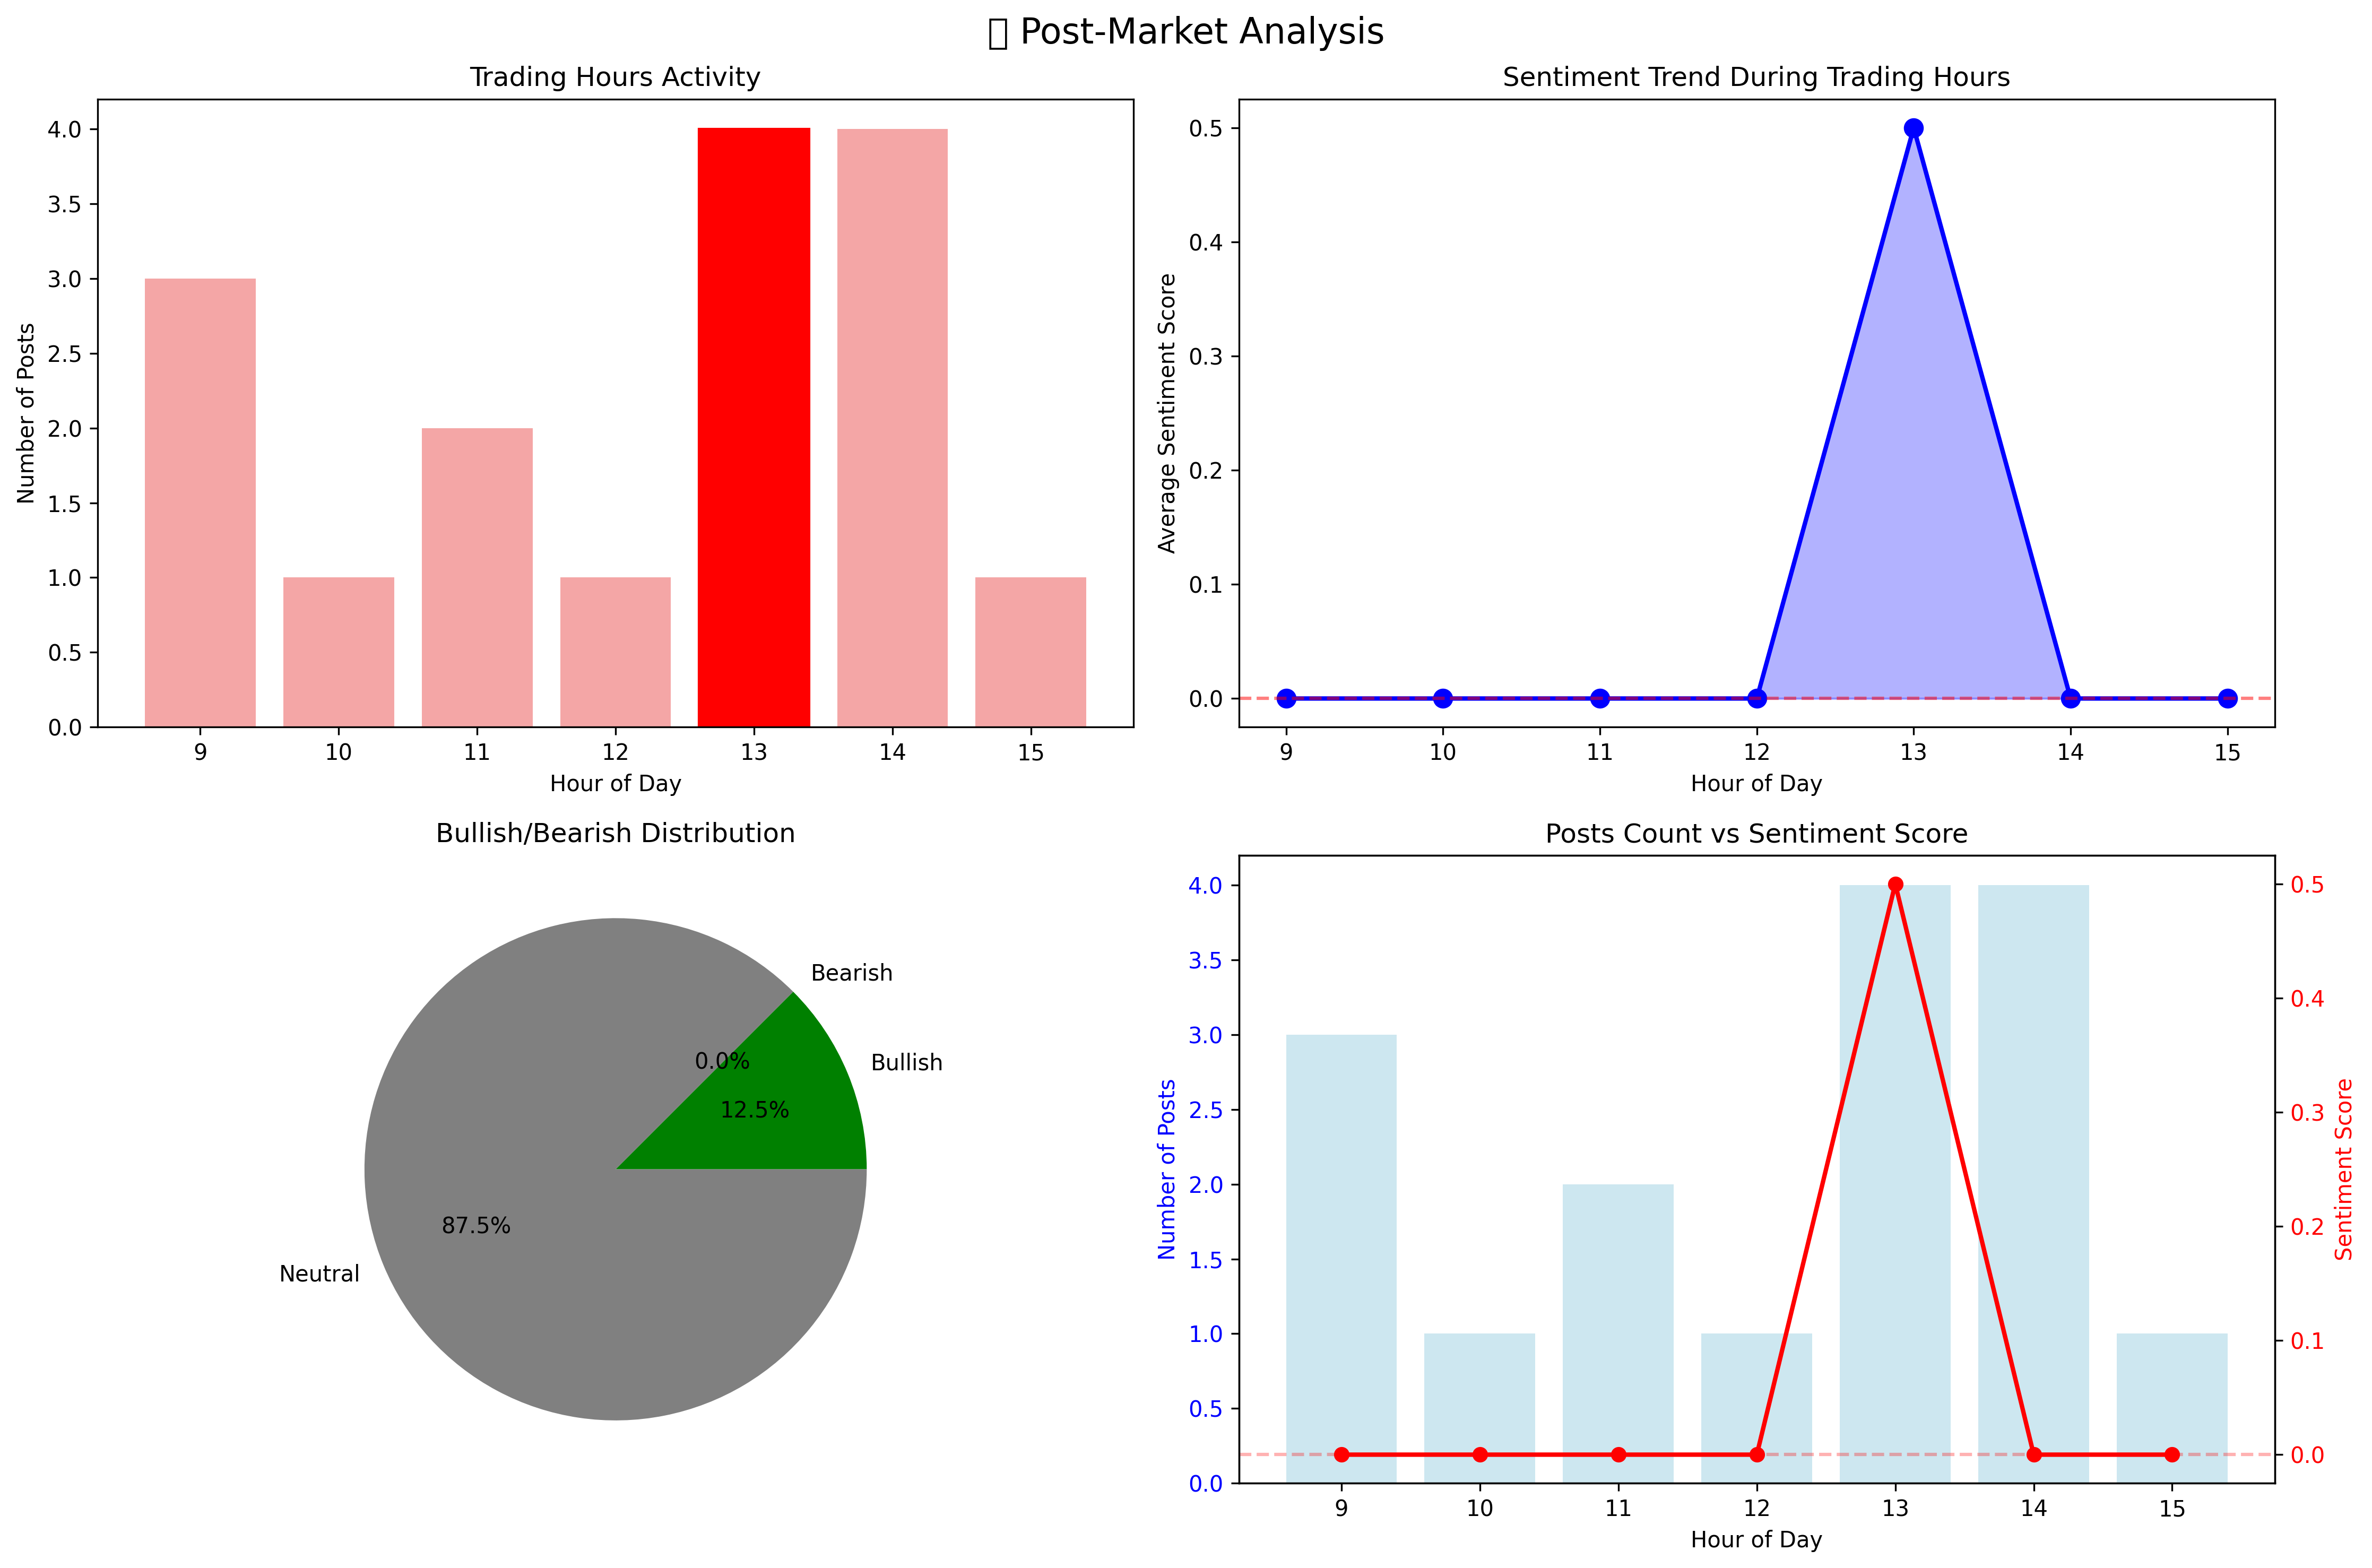 Post-Market Analysis
Trading Hours Activity
Number of Posts
4.0
3.5
3.0
2.5
2.0
1.5
1.0
0.5
0.0
9 10 11 12 13 14 15
Hour of Day
Sentiment Trend During Trading Hours
Average Sentiment Score
0.5
0.4
0.3
0.2
0.1
0.0
9 10 11 12 13 14 15
Hour of Day
Bullish/Bearish Distribution
Bearish
0.0%
Bullish
12.5%
87.5%
Neutral
Posts Count vs Sentiment Score
Number of Posts
4.0
3.5
3.0
2.5
2.0
1.5
1.0
0.5
0.0
0.5
0.4
0.3
0.2
0.1
0.0
Sentiment Score
9 10 11 12 13 14 15
Hour of Day